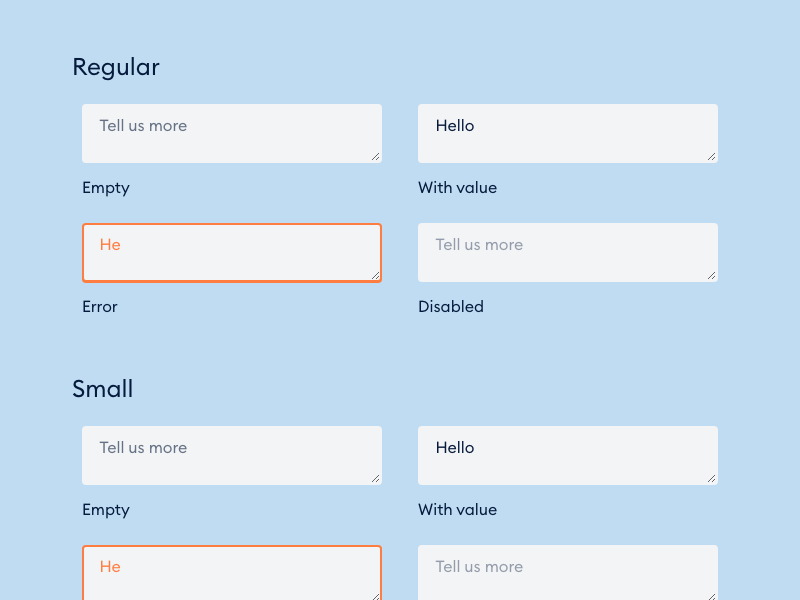 Regular
Tell us more
Hello
Empty
With value
He
Tell us more
Error
Disabled
Small
Tell us more
Hello
Empty
With value
He
Tell us more